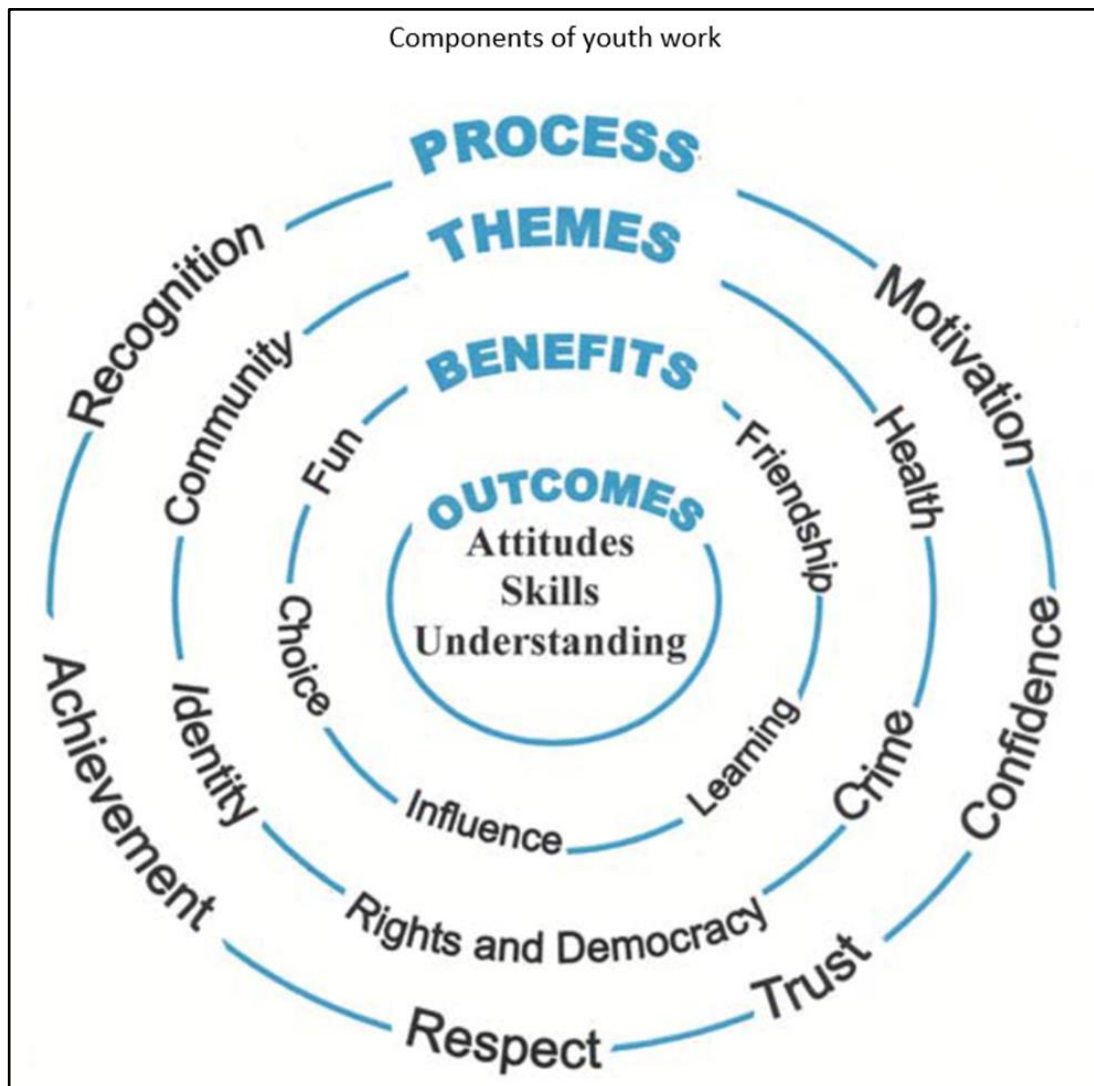 Components of youth work
PROCESS
Motivation
Confidence
Trust
Respect
Achievement
Recognition
THEMES
Health
Crime
Rights and Democracy
Identity
Community
BENEFITS
Friendship
Learning
Influence
Choice
Fun
OUTCOMES
Attitudes
Skills
Understanding